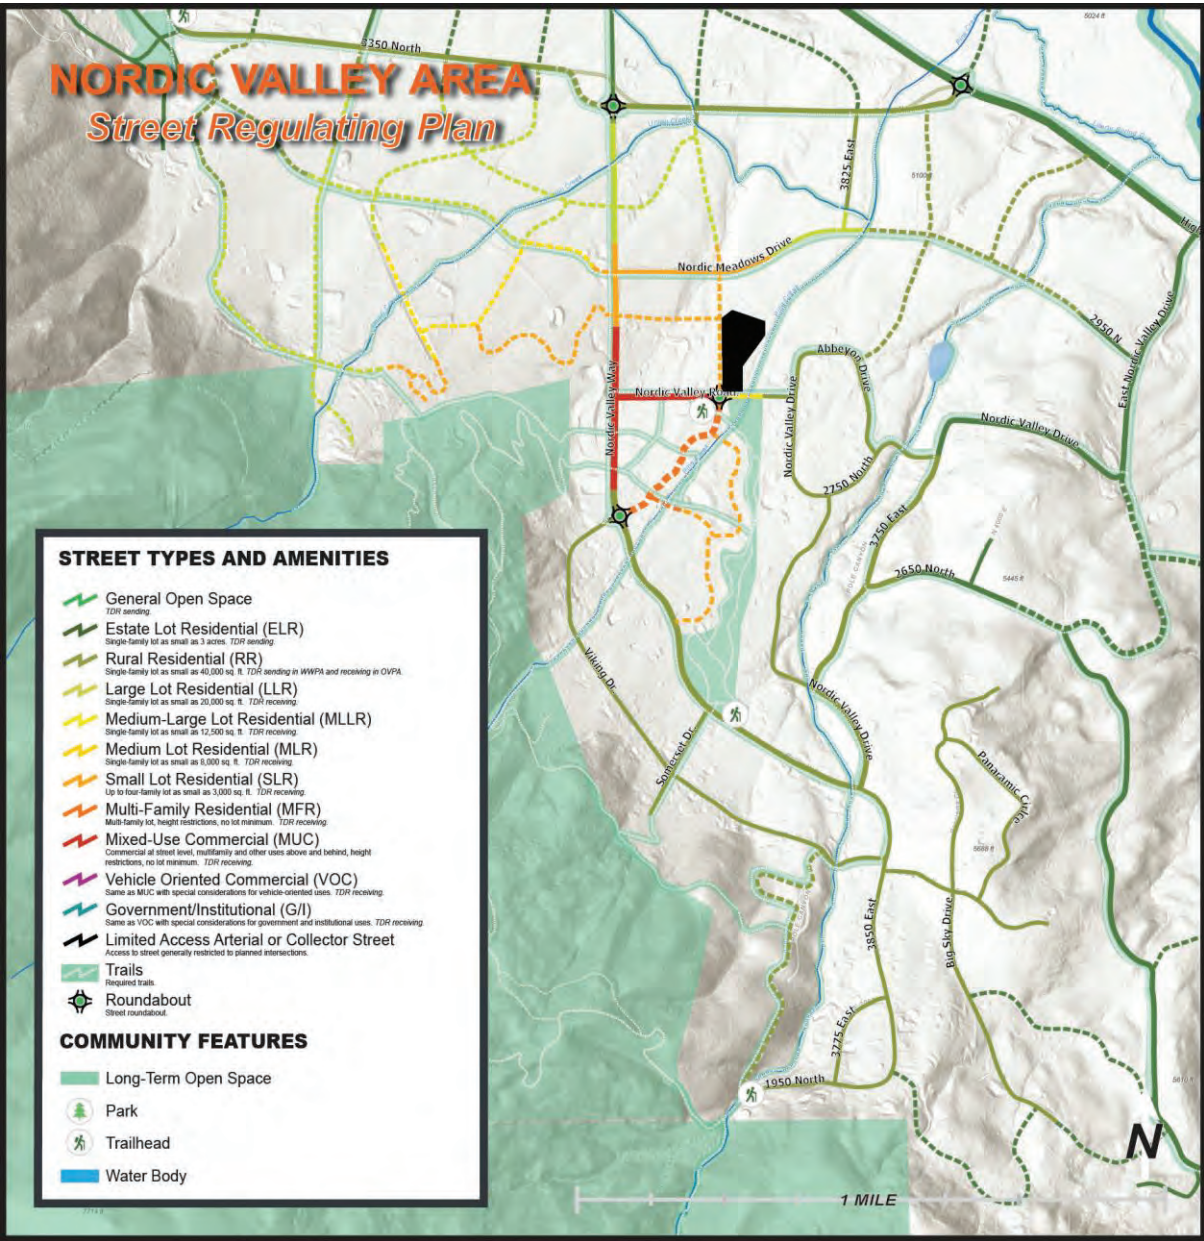 5024 ft
3350 North
NORDIC VALLEY AREA
Street Regulating Plan
3825 East
5100 ft
High
Nordic Meadows Drive
2950 N
East Nordic Valley Drive
Abbeyon Drive
Nordic Valley Way
Nordic Valley Road
Nordic Valley Drive
Nordic Valley Drive
2750 North
3750 East
2650 North
5445 ft
STREET TYPES AND AMENITIES
General Open Space
TDR sending.
Estate Lot Residential (ELR)
Single-family lot as small as 3 acres. TDR sending.
Rural Residential (RR)
Single-family lot as small as 40,000 sq. ft. TDR sending in WWPA and receiving in OVPA.
Large Lot Residential (LLR)
Single-family lot as small as 20,000 sq. ft. TDR receiving.
Medium-Large Lot Residential (MLLR)
Single-family lot as small as 12,500 sq. ft. TDR receiving.
Medium Lot Residential (MLR)
Single-family lot as small as 8,000 sq. ft. TDR receiving.
Small Lot Residential (SLR)
Up to four-family lot as small as 3,000 sq. ft. TDR receiving.
Multi-Family Residential (MFR)
Multi-family lot, height restrictions, no lot minimum. TDR receiving.
Mixed-Use Commercial (MUC)
Commercial at street level, multifamily and other uses above and behind, height
restrictions, no lot minimum. TDR receiving.
Vehicle Oriented Commercial (VOC)
Same as MUC with special considerations for vehicle-oriented uses. TDR receiving.
Government/Institutional (G/I)
Same as VOC with special considerations for government and institutional uses. TDR receiving.
Limited Access Arterial or Collector Street
Access to street generally restricted to planned intersections.
Trails
Required trails.
Roundabout
Street roundabout.
COMMUNITY FEATURES
Long-Term Open Space
Park
Trailhead
Water Body
Viking Dr.
Somerset Dr.
Nordic Valley Drive
Panaramic Circle
5688 ft
3850 East
Big Sky Drive
3775 East
1950 North
N
1 MILE